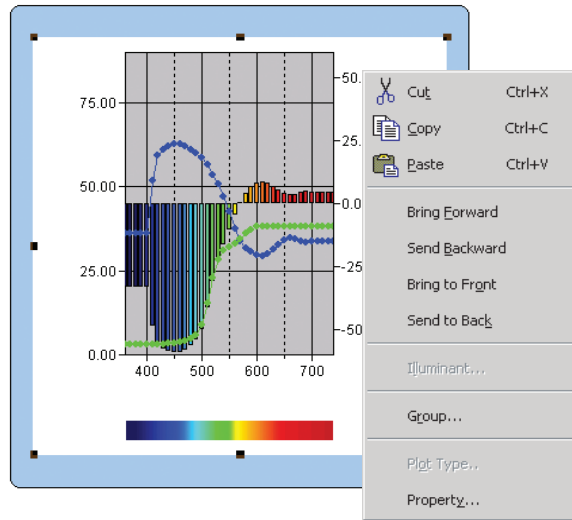 75.00
50.00
25.00
0.00
400 500 600 700
-50.
-25.
-0.0
-25
-50
Cut Ctrl+X
Copy Ctrl+C
Paste Ctrl+V
Bring Forward
Send Backward
Bring to Front
Send to Back
Illuminant...
Group...
Plot Type..
Property...